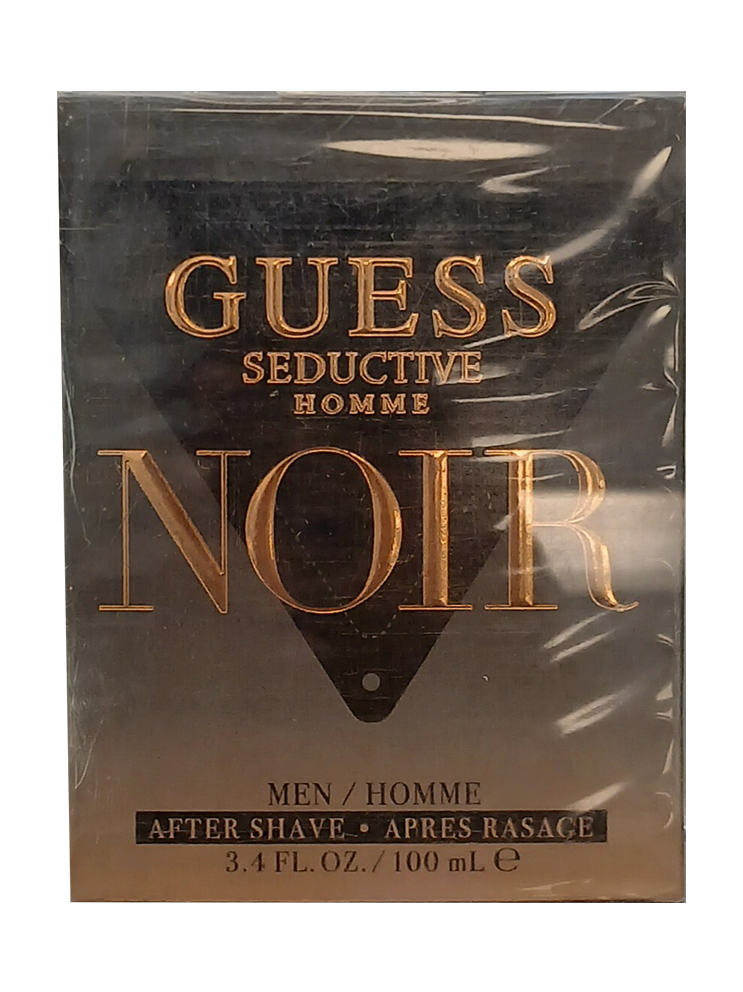 GUESS
SEDUCTIVE
HOMME
NOIR
MEN / HOMME
AFTER SHAVE • APRES RASAGE
3.4 FL. OZ. / 100 mL ℮